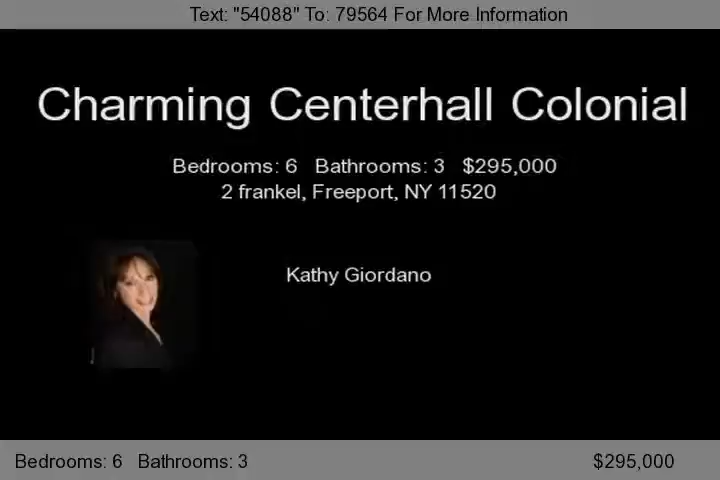 Text: "54088" To: 79564 For More Information
Charming Centerhall Colonial
Bedrooms: 6 Bathrooms: 3 $295,000
2 frankel, Freeport, NY 11520
Kathy Giordano
Bedrooms: 6 Bathrooms: 3 $295,000